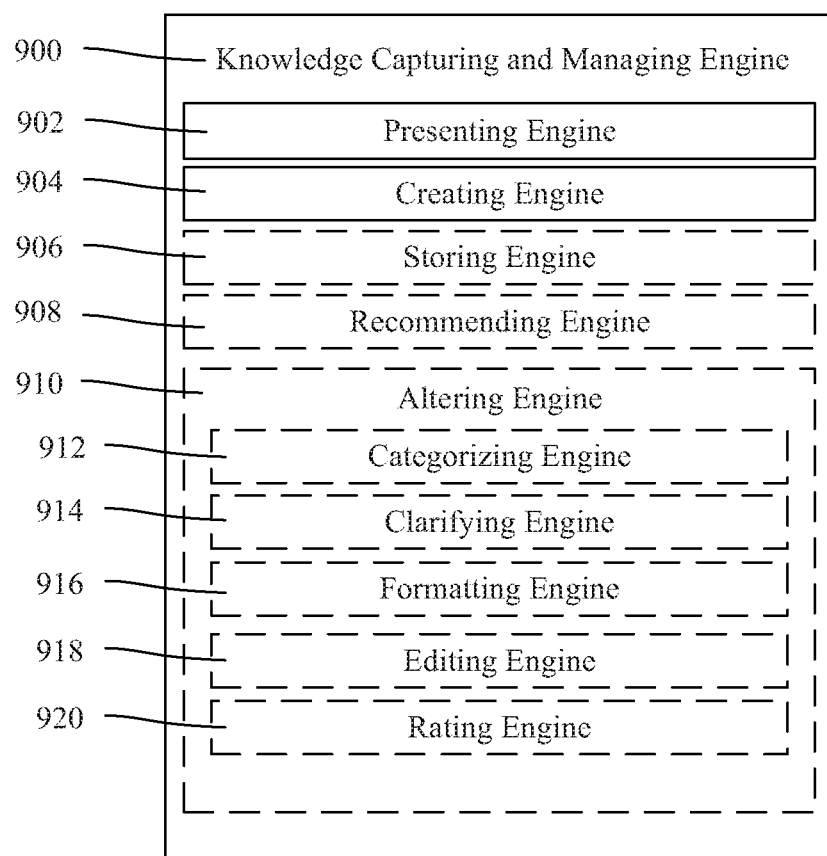 900 Knowledge Capturing and Managing Engine
902 Presenting Engine
904 Creating Engine
906 Storing Engine
908 Recommending Engine
910 Altering Engine
912 Categorizing Engine
914 Clarifying Engine
916 Formatting Engine
918 Editing Engine
920 Rating Engine